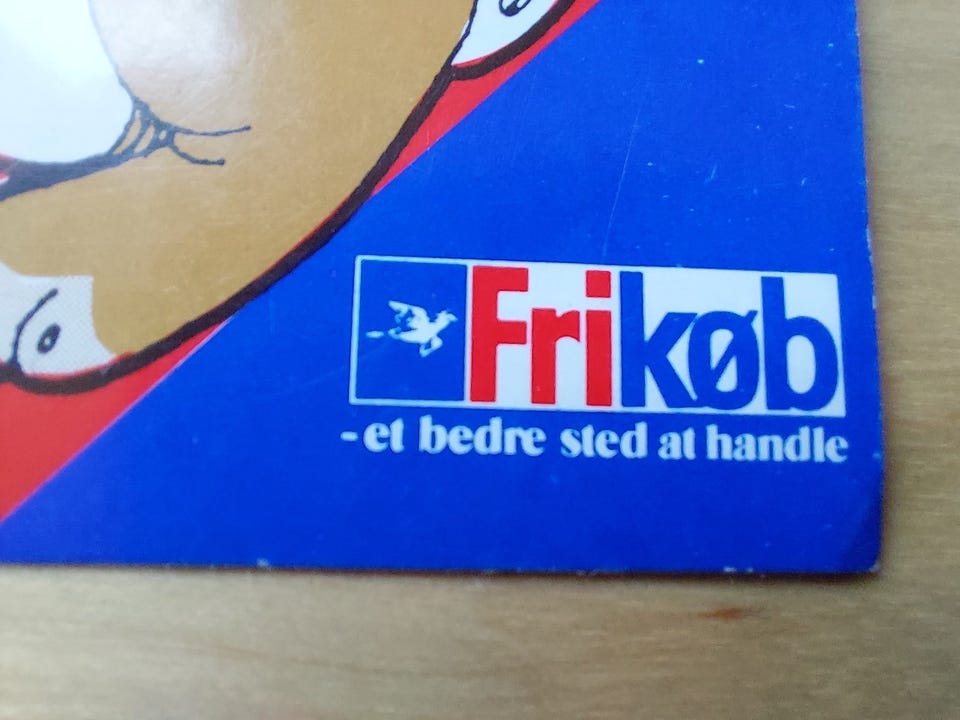 Frikøb
- et bedre sted at handle